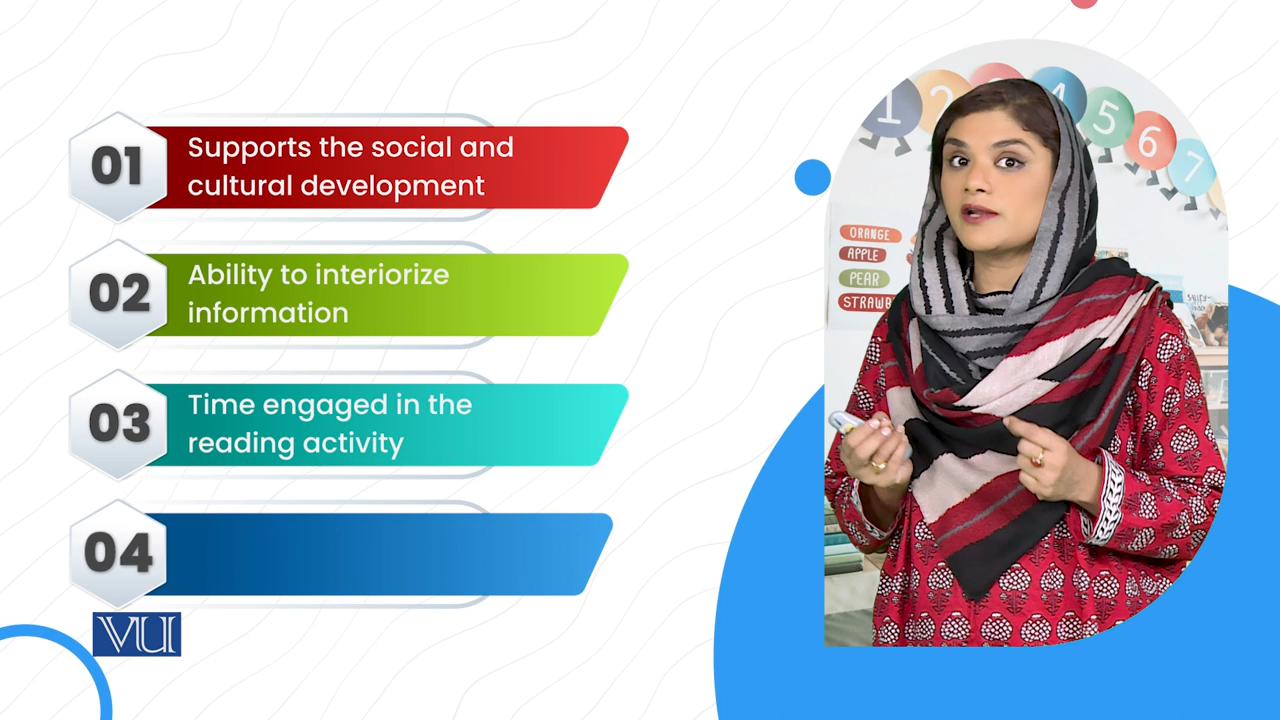 01
Supports the social and
cultural development
02
Ability to interiorize
information
03
Time engaged in the
reading activity
04
VU
1 2 4 5 6 7
ORANGE
APPLE
PEAR
STRAWB